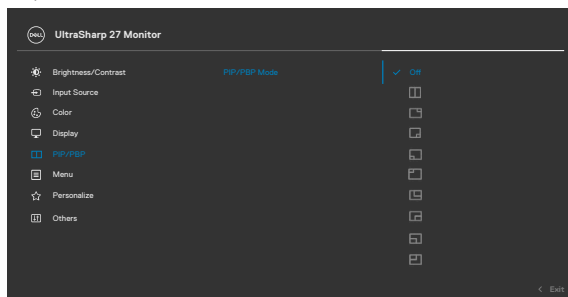 DELL UltraSharp 27 Monitor
Brightness/Contrast PIP/PBP Mode Off
Input Source
Color
Display
PIP/PBP
Menu
Personalize
Others
Exit